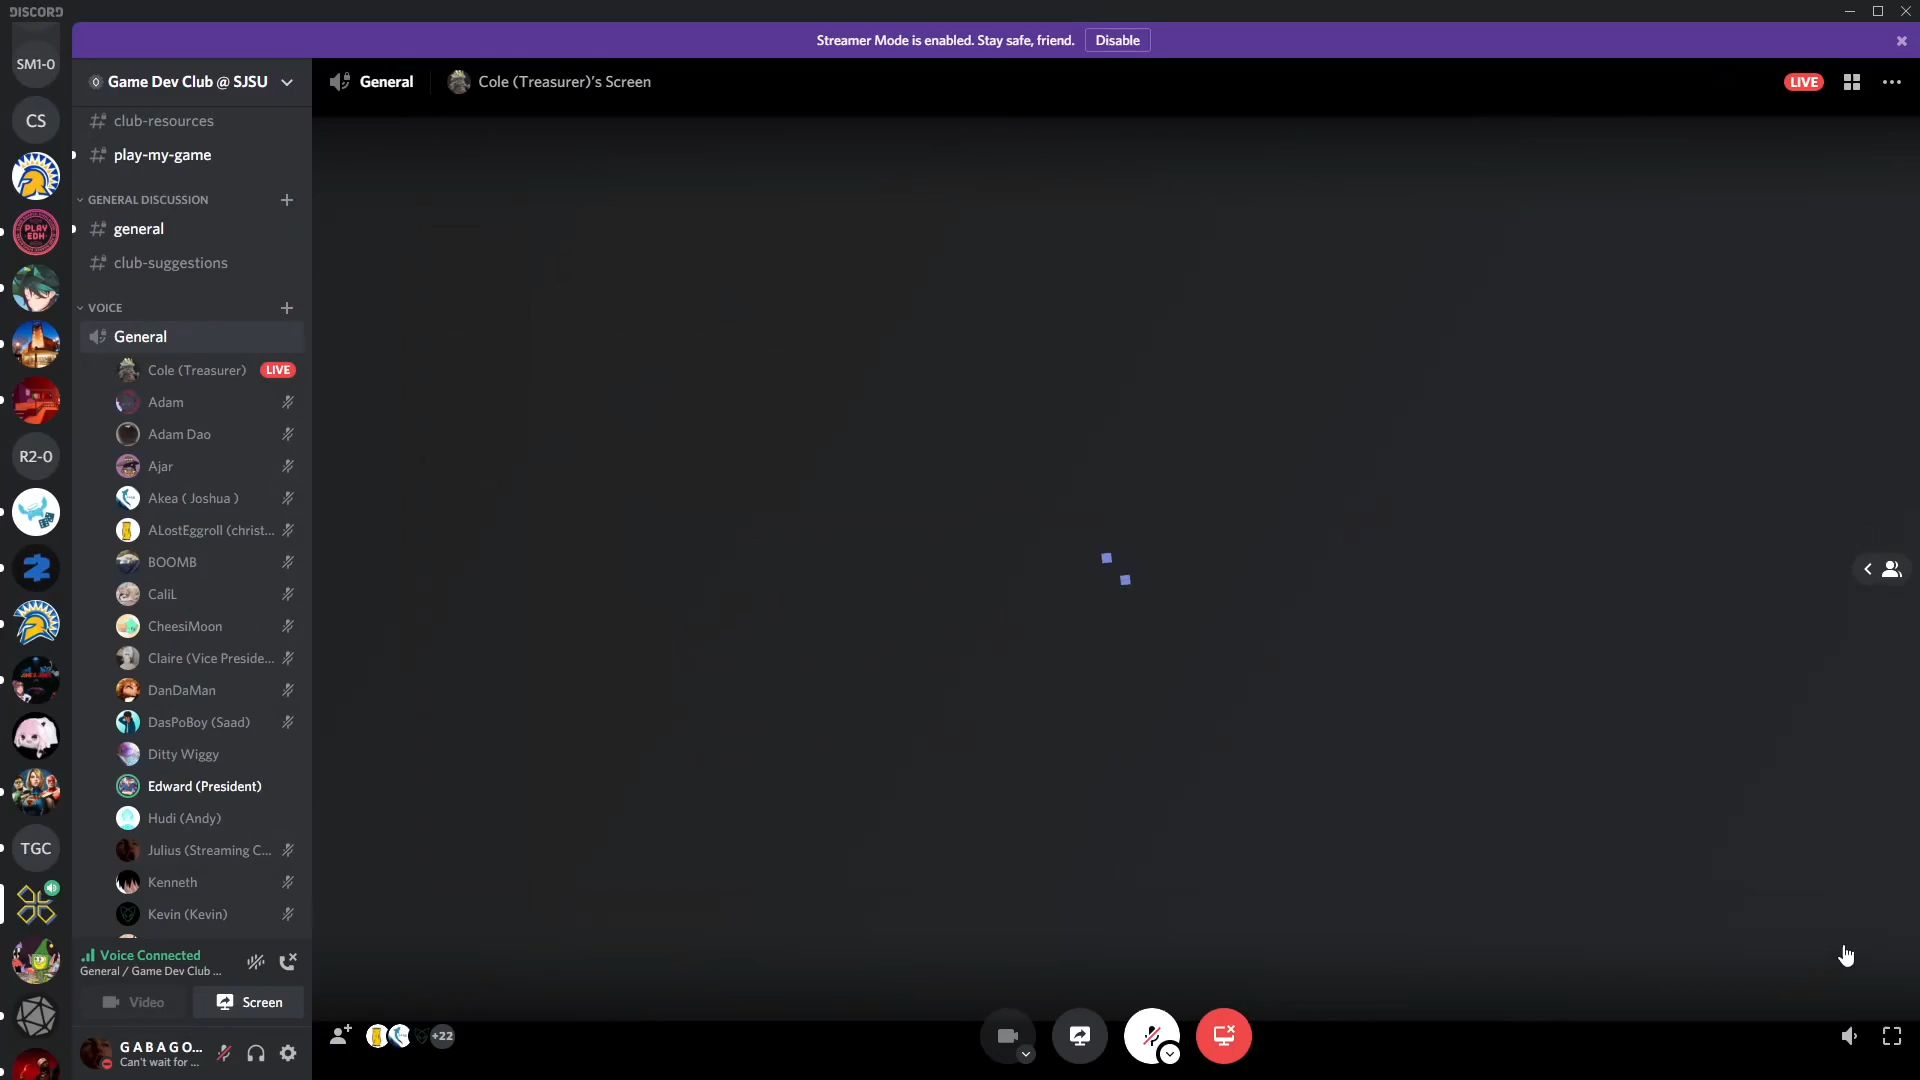 DISCORD
Streamer Mode is enabled. Stay safe, friend.
Disable
SM1-0
CS
PLAY
EDH
R2-0
TGC
Game Dev Club @ SJSU
club-resources
play-my-game
GENERAL DISCUSSION
general
club-suggestions
VOICE
General
Cole (Treasurer) LIVE
Adam
Adam Dao
Ajar
Akea ( Joshua )
ALostEggroll (christ...
BOOMB
CaliL
CheesiMoon
Claire (Vice Preside...
DanDaMan
DasPoBoy (Saad)
Ditty Wiggy
Edward (President)
Hudi (Andy)
Julius (Streaming C...
Kenneth
Kevin (Kevin)
Voice Connected
General / Game Dev Club ...
Video
Screen
G A B A G O...
Can't wait for ...
General
Cole (Treasurer)'s Screen
LIVE
+22